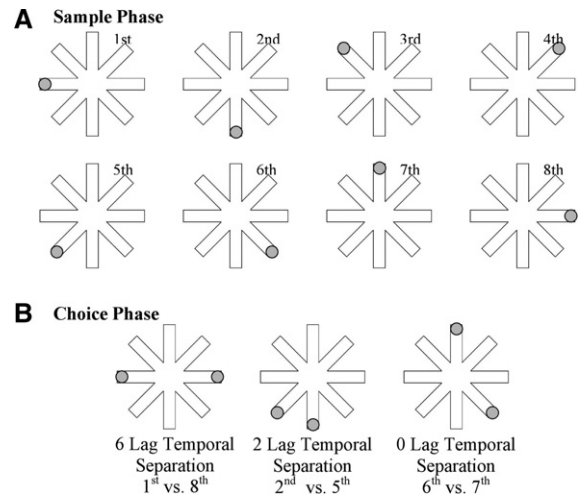 A Sample Phase
1st 2nd 3rd 4th
5th 6th 7th 8th
B Choice Phase
6 Lag Temporal Separation 1st vs. 8th
2 Lag Temporal Separation 2nd vs. 5th
0 Lag Temporal Separation 6th vs. 7th